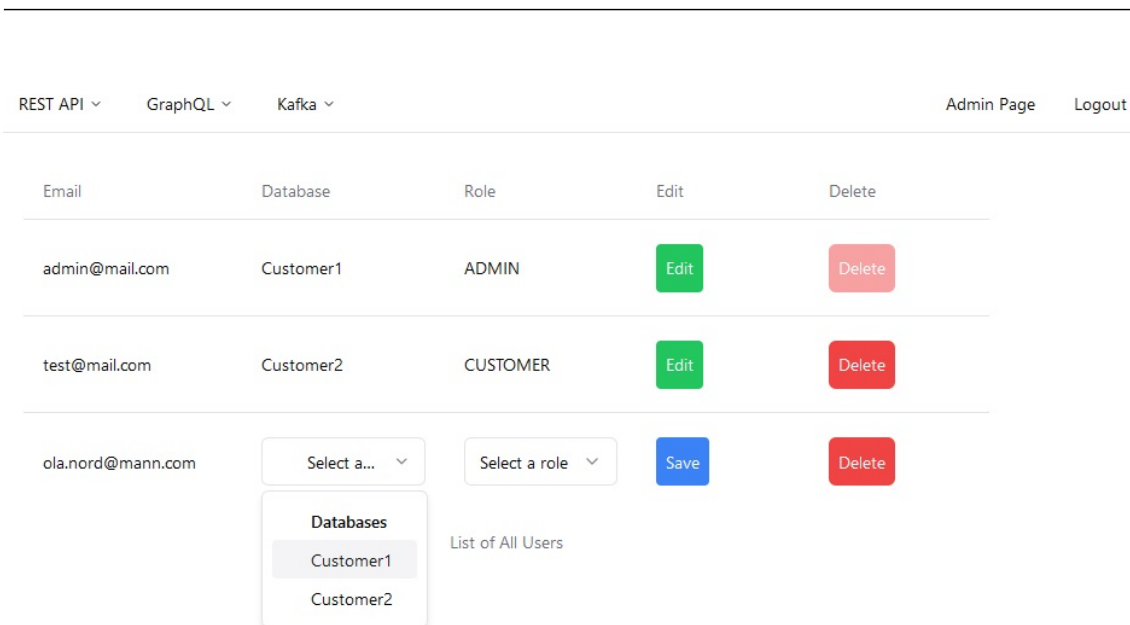 REST API GraphQL Kafka Admin Page Logout
Email Database Role Edit Delete
admin@mail.com Customer1 ADMIN Edit Delete
test@mail.com Customer2 CUSTOMER Edit Delete
ola.nord@mann.com Select a... Select a role Save Delete
Databases
List of All Users
Customer1
Customer2